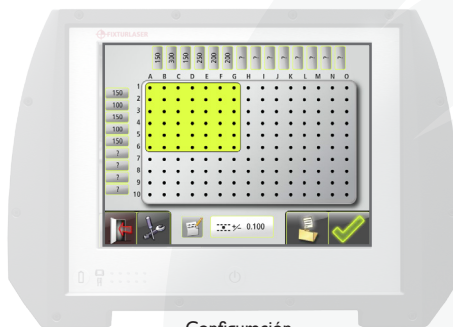 FIXTURLASER
150 300 150 250 200 200 ? ? ? ? ? ? ? ?
A B C D E F G H I J K L M N O
150 1
100 2
150 3
100 4
150 5
? 6
? 7
? 8
? 9
10
0.100
Configuración